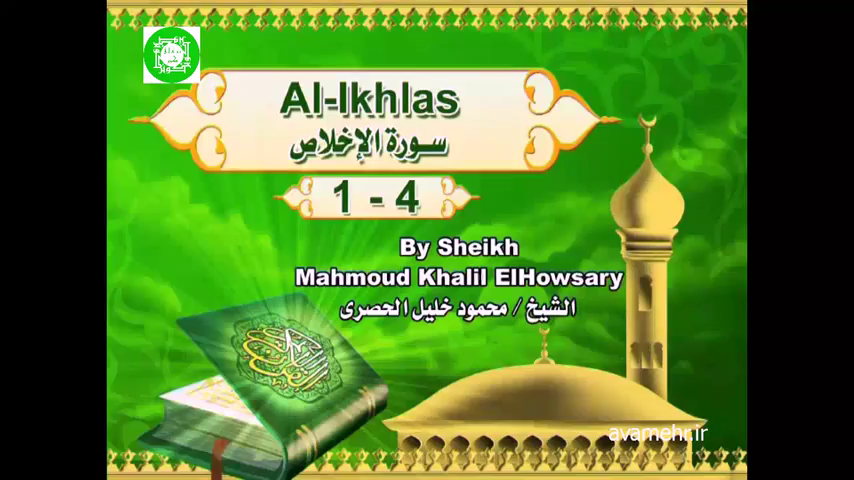 Al-Ikhlas
سورة الإخلاص
1 - 4
By Sheikh
Mahmoud Khalil ElHowsary
الشيخ / محمود خليل الحصرى
avamehr.ir